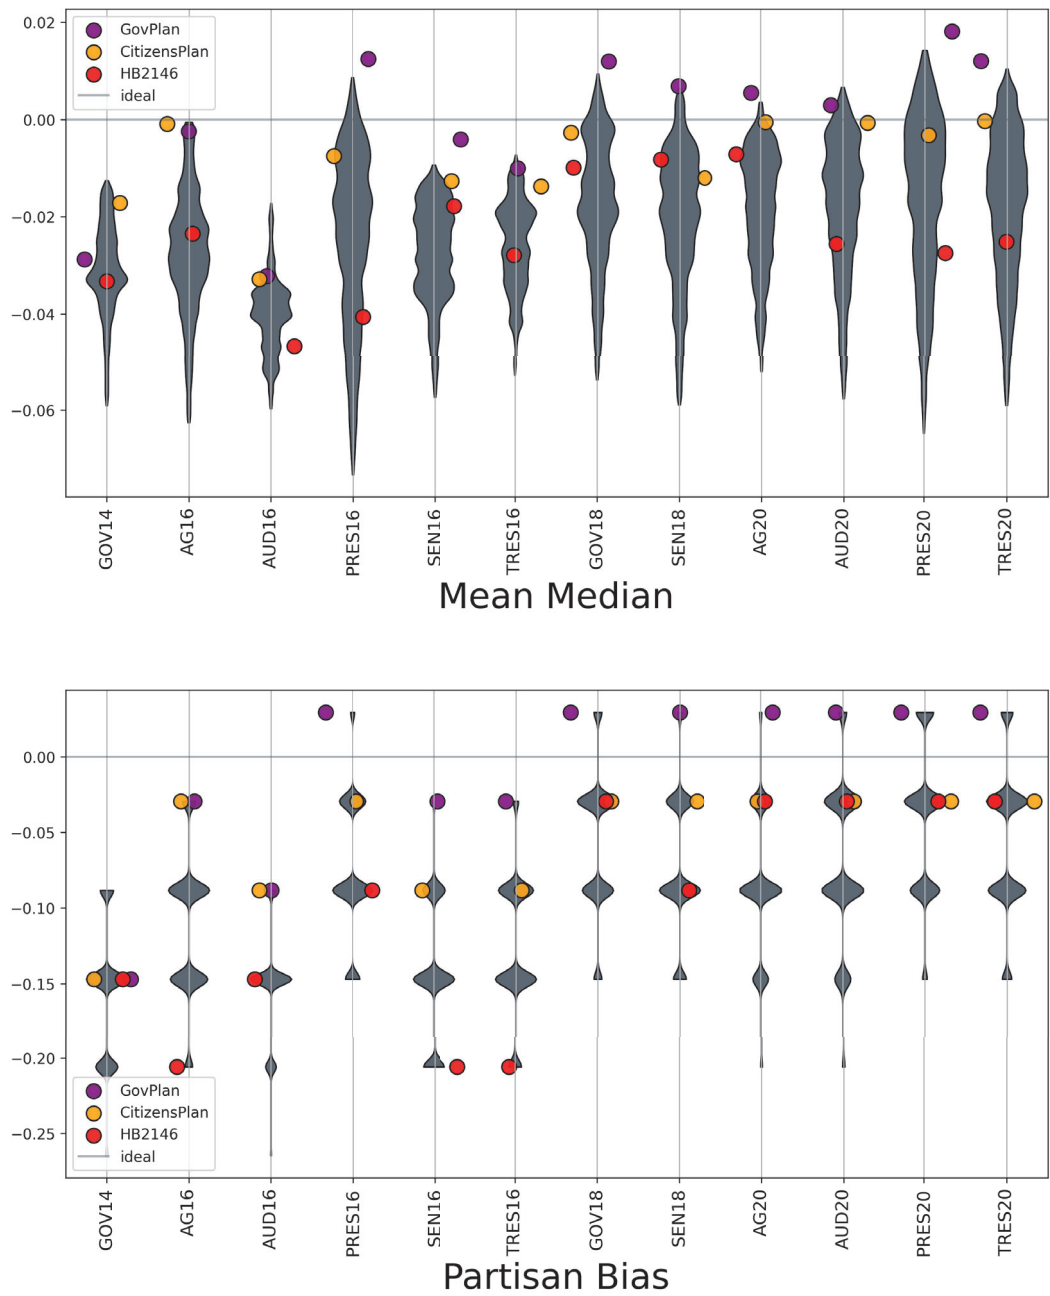 GovPlan
CitizensPlan
HB2146
ideal
0.02
0.00
−0.02
−0.04
−0.06
GOV14
AG16
AUD16
PRES16
SEN16
TRES16
GOV18
SEN18
AG20
AUD20
PRES20
TRES20
Mean Median
0.00
−0.05
−0.10
−0.15
−0.20
−0.25
GovPlan
CitizensPlan
HB2146
ideal
GOV14
AG16
AUD16
PRES16
SEN16
TRES16
GOV18
SEN18
AG20
AUD20
PRES20
TRES20
Partisan Bias